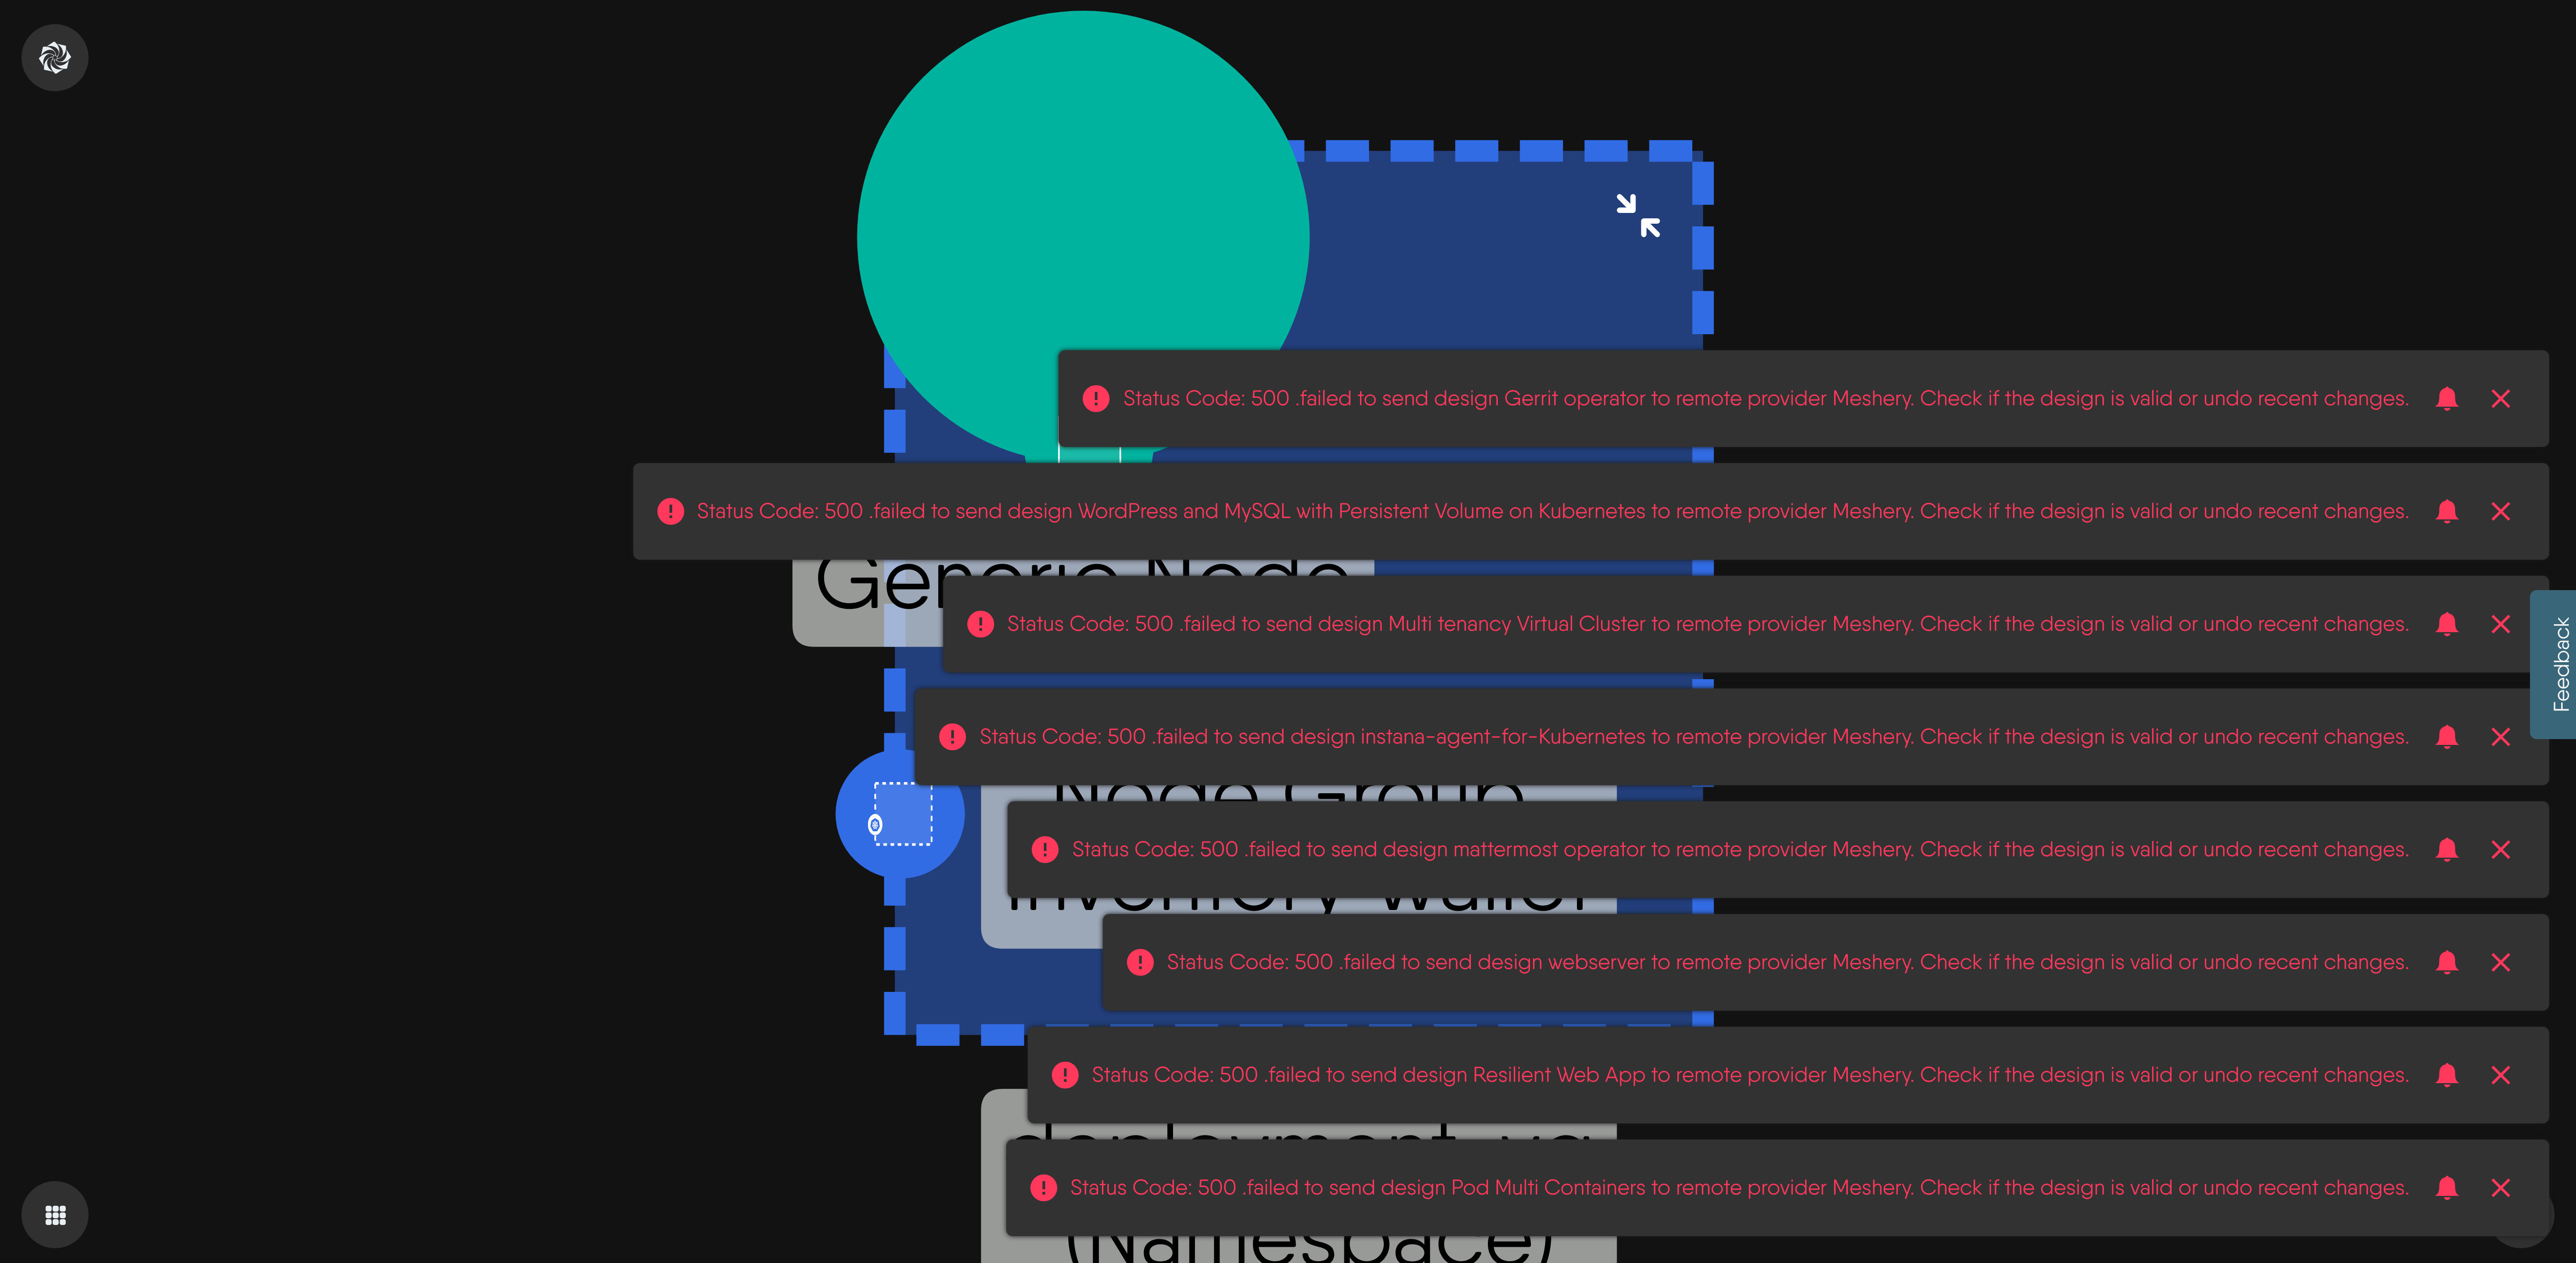 Status Code: 500 .failed to send design Gerrit operator to remote provider Meshery. Check if the design is valid or undo recent changes.
Status Code: 500 .failed to send design WordPress and MySQL with Persistent Volume on Kubernetes to remote provider Meshery. Check if the design is valid or undo recent changes.
Generic Node
Status Code: 500 .failed to send design Multi tenancy Virtual Cluster to remote provider Meshery. Check if the design is valid or undo recent changes.
Feedback
Status Code: 500 .failed to send design instana-agent-for-Kubernetes to remote provider Meshery. Check if the design is valid or undo recent changes.
Node Group
Status Code: 500 .failed to send design mattermost operator to remote provider Meshery. Check if the design is valid or undo recent changes.
Status Code: 500 .failed to send design webserver to remote provider Meshery. Check if the design is valid or undo recent changes.
Status Code: 500 .failed to send design Resilient Web App to remote provider Meshery. Check if the design is valid or undo recent changes.
Status Code: 500 .failed to send design Pod Multi Containers to remote provider Meshery. Check if the design is valid or undo recent changes.
(Namespace)